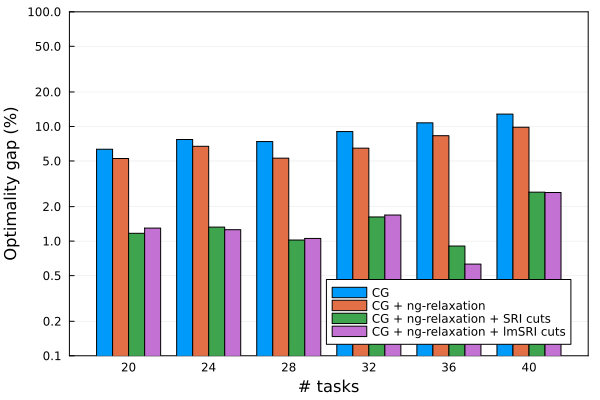 100.0
50.0
20.0
10.0
5.0
2.0
1.0
0.5
0.2
0.1
Optimality gap (%)
20 24 28 32 36 40
# tasks
CG
CG + ng-relaxation
CG + ng-relaxation + SRI cuts
CG + ng-relaxation + lmSRI cuts